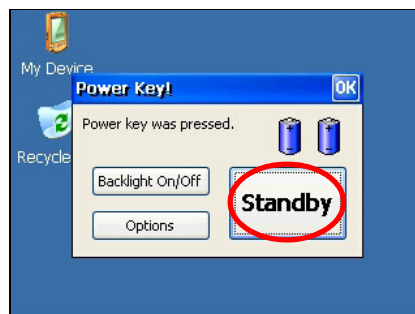 My Device
Power Key!
OK
Power key was pressed.
Recycle
Backlight On/Off
Standby
Options